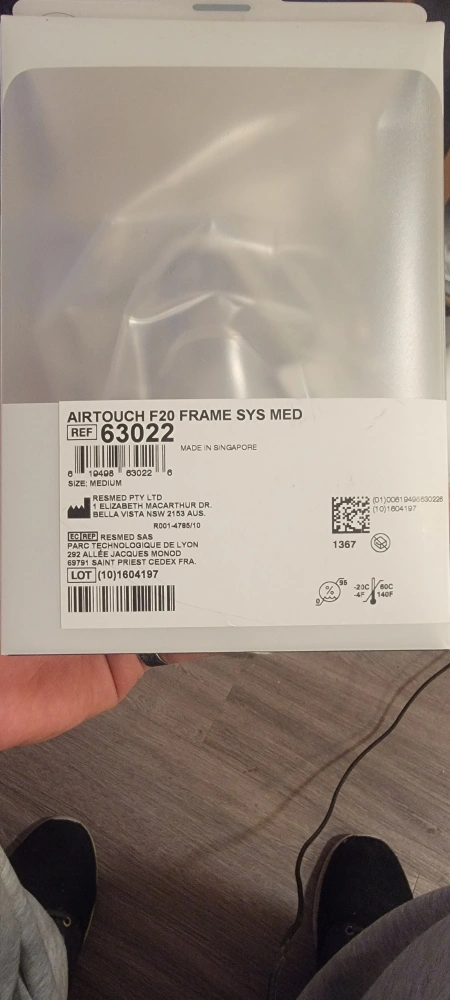 AIRTOUCH F20 FRAME SYS MED
REF 63022
MADE IN SINGAPORE
6 19498 63022 6
SIZE: MEDIUM
RESMED PTY LTD
1 ELIZABETH MACARTHUR DR.
BELLA VISTA NSW 2153 AUS.
R001-4785/10
EC REP RESMED SAS
PARC TECHNOLOGIQUE DE LYON
292 ALLÉE JACQUES MONOD
69791 SAINT PRIEST CEDEX FRA.
LOT (10)1604197
(01)00619498630226
(10)1604197
1367
0 % 95
-20C 60C
-4F 140F